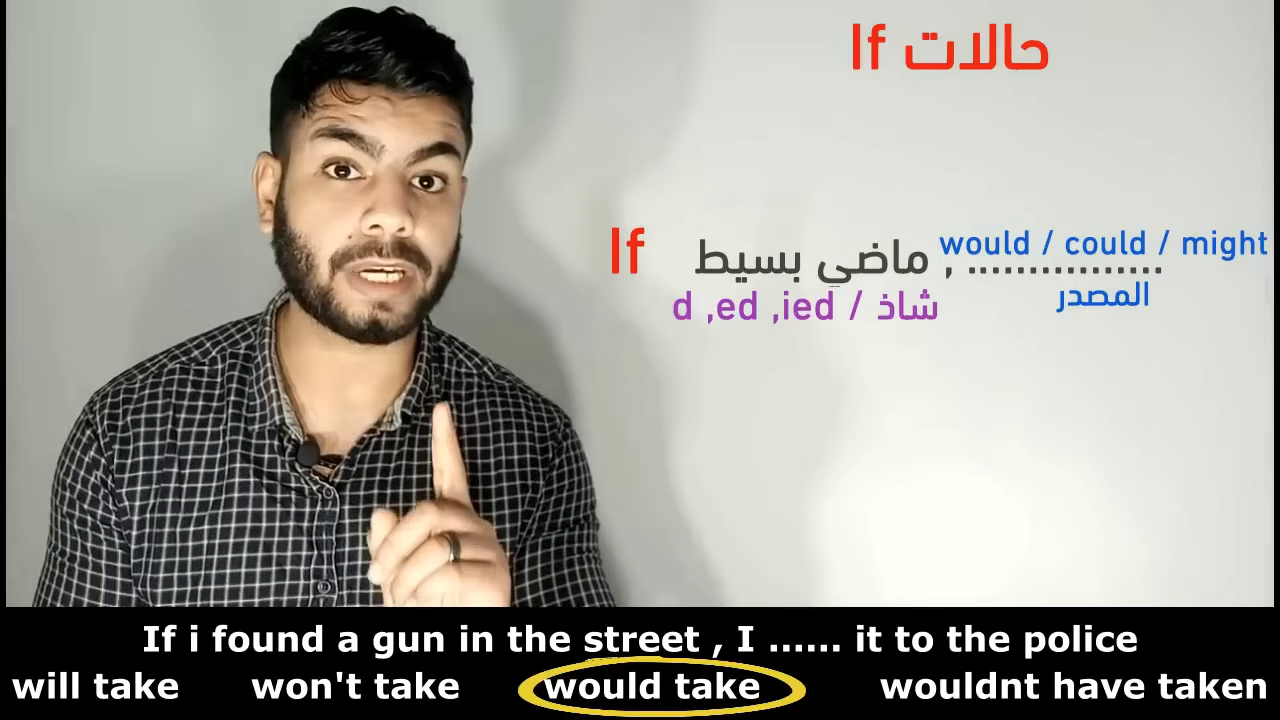 حالات If
If ماضي بسيط , ................ would / could / might
d ,ed ,ied / شاذ المصدر
If i found a gun in the street , I ...... it to the police
will take won't take would take wouldnt have taken